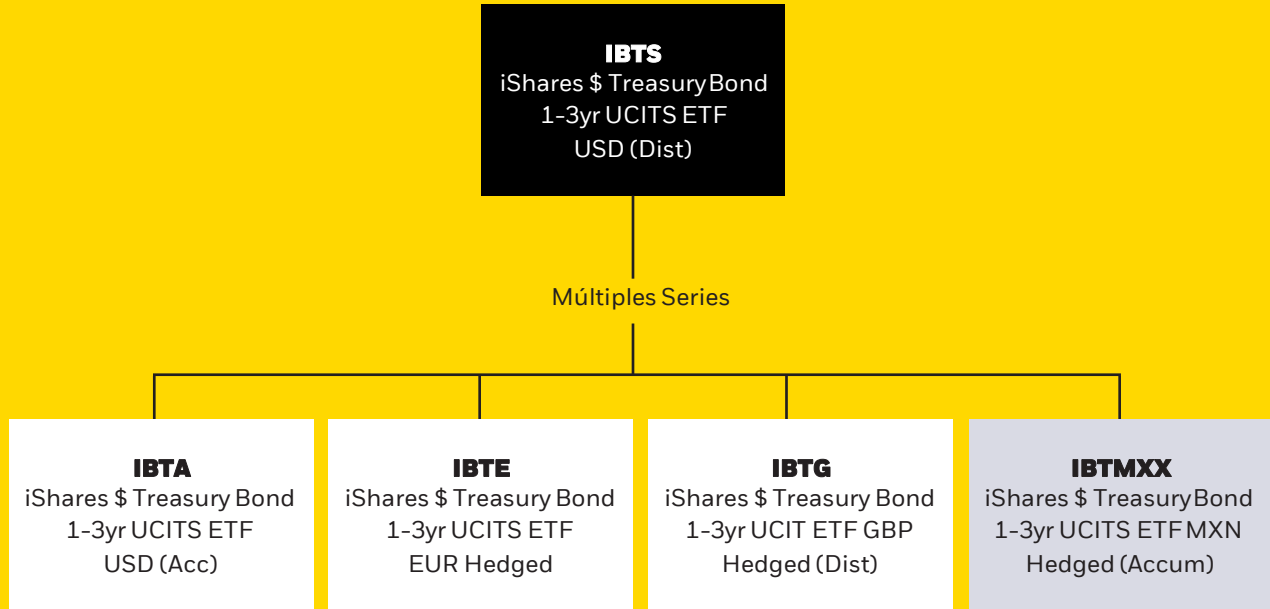 IBTS
iShares $ Treasury Bond
1-3yr UCITS ETF
USD (Dist)
Múltiples Series
IBTA
iShares $ Treasury Bond
1-3yr UCITS ETF
USD (Acc)
IBTE
iShares $ Treasury Bond
1-3yr UCITS ETF
EUR Hedged
IBTG
iShares $ Treasury Bond
1-3yr UCIT ETF GBP
Hedged (Dist)
IBTMXX
iShares $ Treasury Bond
1-3yr UCITS ETF MXN
Hedged (Accum)